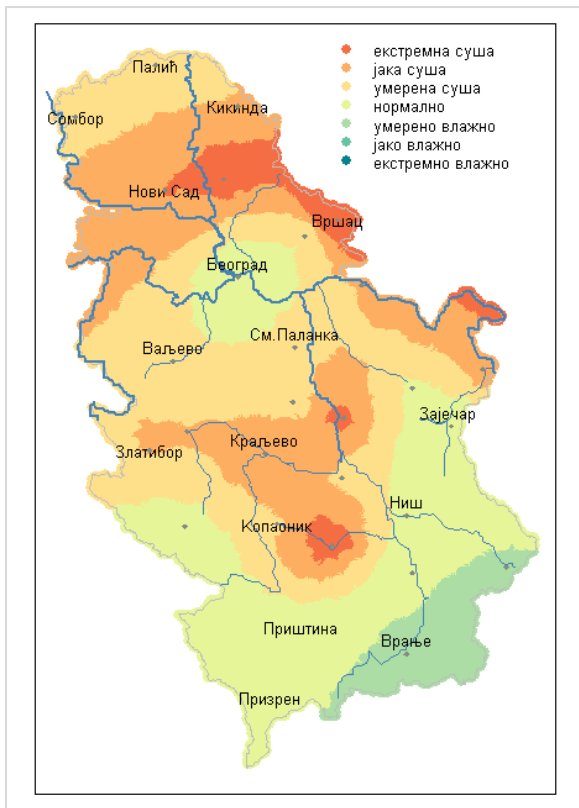 екстремна суша
јака суша
умерена суша
нормално
умерено влажно
јако влажно
екстремно влажно
Палић
Кикинда
Сомбор
Нови Сад
Вршац
Београд
См.Паланка
Ваљево
Зајечар
Краљево
Златибор
Ниш
Копаоник
Приштина
Врање
Призрен